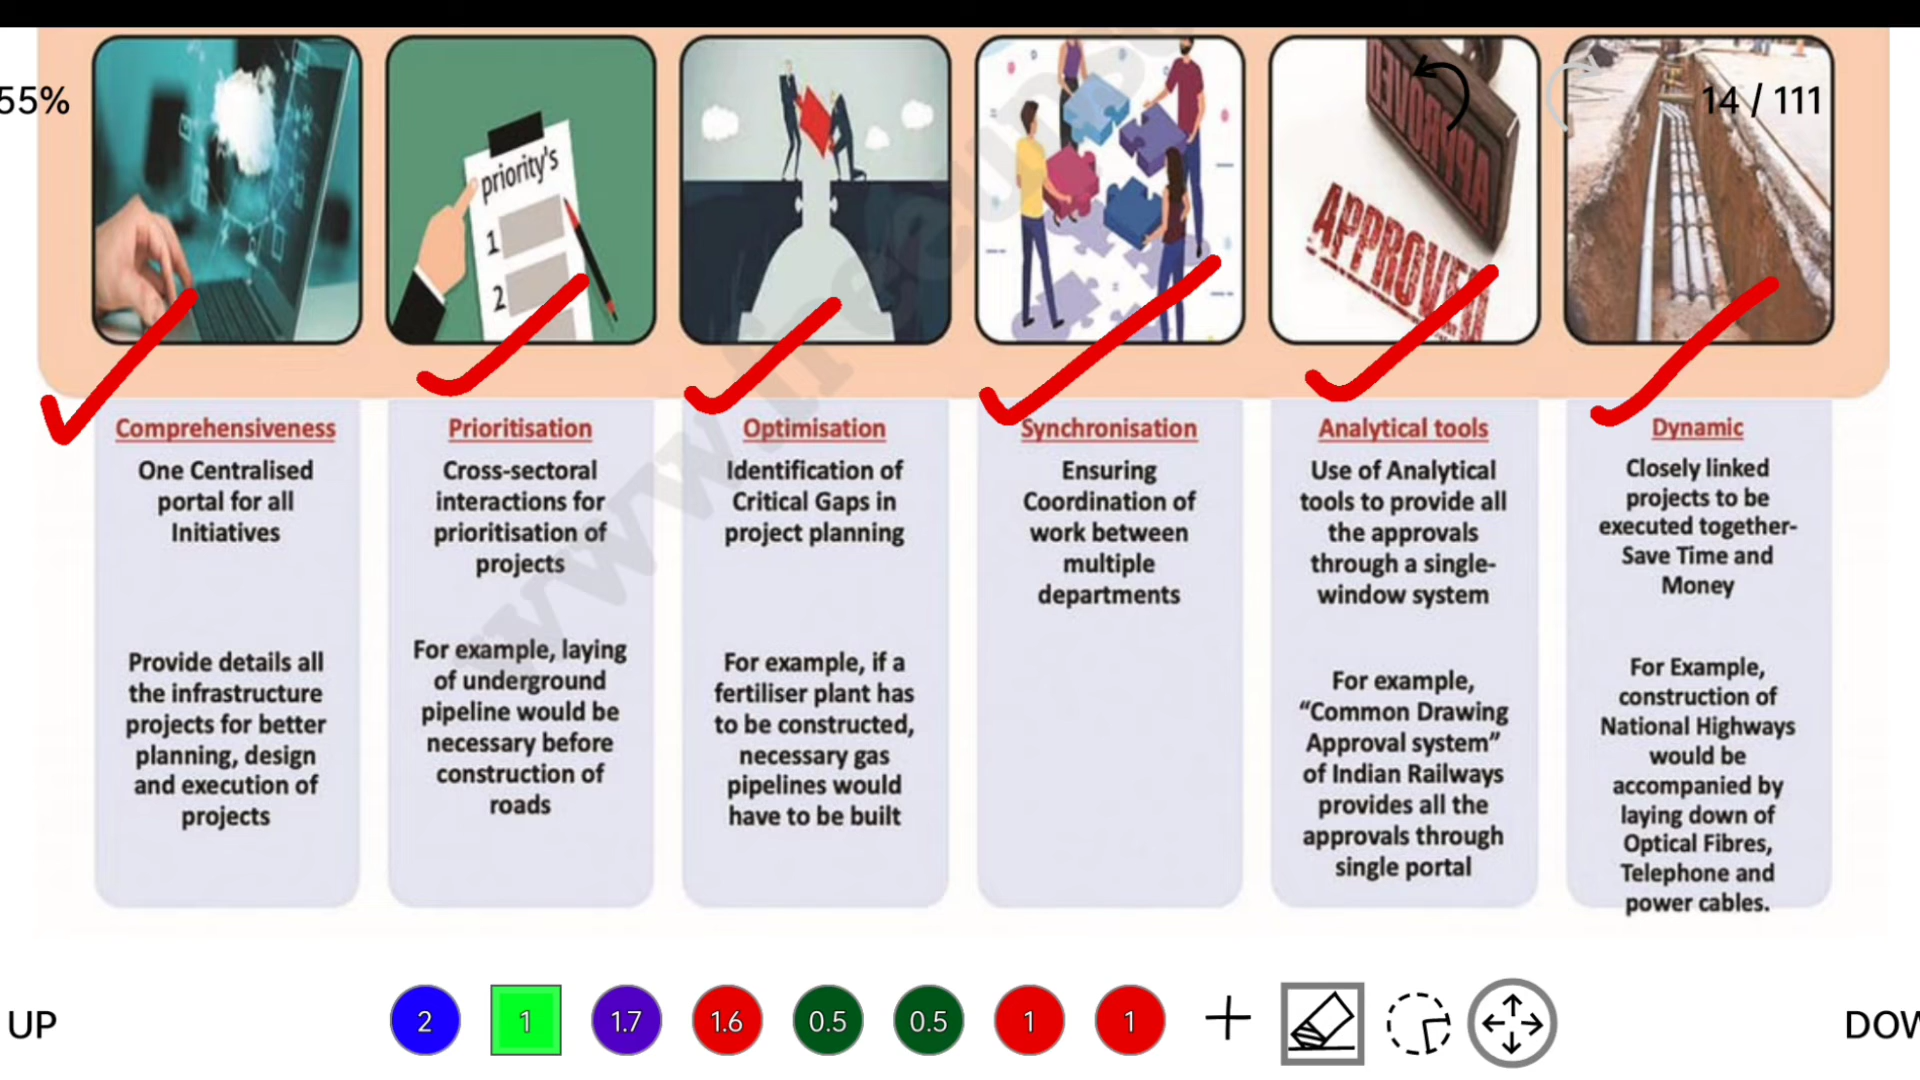 55%
14 / 111
priority's
1
2
APPROVED
APPROVED
Comprehensiveness
One Centralised
portal for all
Initiatives
Provide details all
the infrastructure
projects for better
planning, design
and execution of
projects
Prioritisation
Cross-sectoral
interactions for
prioritisation of
projects
For example, laying
of underground
pipeline would be
necessary before
construction of
roads
Optimisation
Identification of
Critical Gaps in
project planning
For example, if a
fertiliser plant has
to be constructed,
necessary gas
pipelines would
have to be built
Synchronisation
Ensuring
Coordination of
work between
multiple
departments
Analytical tools
Use of Analytical
tools to provide all
the approvals
through a single-
window system
For example,
“Common Drawing
Approval system”
of Indian Railways
provides all the
approvals through
single portal
Dynamic
Closely linked
projects to be
executed together-
Save Time and
Money
For Example,
construction of
National Highways
would be
accompanied by
laying down of
Optical Fibres,
Telephone and
power cables.
UP
2
1
1.7
1.6
0.5
0.5
1
1
DOW